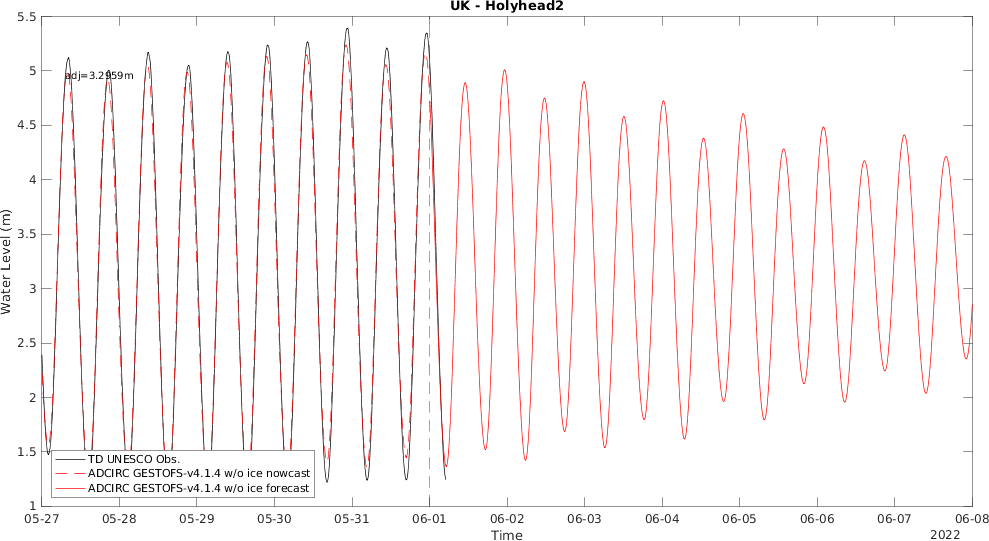 UK - Holyhead2
5.5
5
4.5
4
3.5
3
2.5
2
1.5
1
Water Level (m)
adj=3.2959m
TD UNESCO Obs.
ADCIRC GESTOFS-v4.1.4 w/o ice nowcast
ADCIRC GESTOFS-v4.1.4 w/o ice forecast
05-27 05-28 05-29 05-30 05-31 06-01 06-02 06-03 06-04 06-05 06-06 06-07 06-08
Time
2022